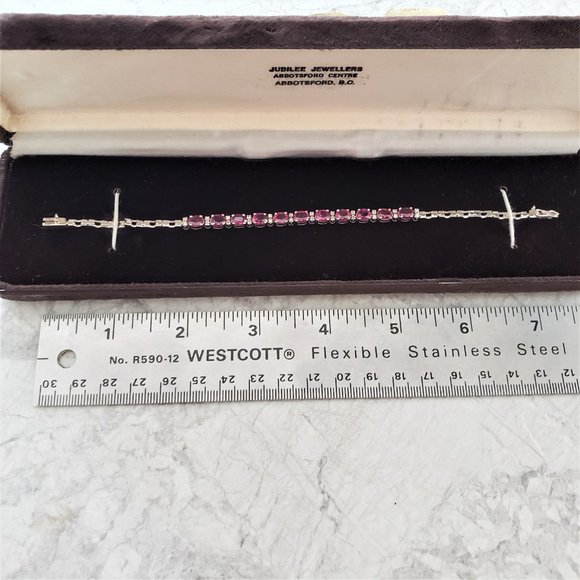 JUBILEE JEWELLERS
ABBOTSFORD CENTRE
ABBOTSFORD, B.C.
1 2 3 4 5 6 7
No. R590-12 WESTCOTT® Flexible Stainless Steel
30 29 28 27 26 25 24 23 22 21 20 19 18 17 16 15 14 13 12